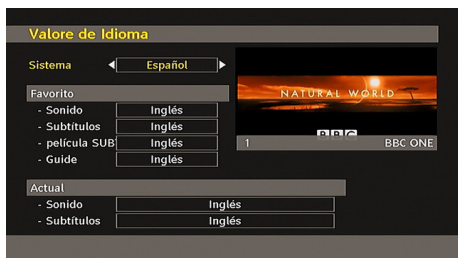 Valore de Idioma
Sistema Español
Favorito
- Sonido Inglés
- Subtítulos Inglés
- película SUB Inglés
- Guide Inglés
NATURAL WORLD
BBC
1 BBC ONE
Actual
- Sonido Inglés
- Subtítulos Inglés